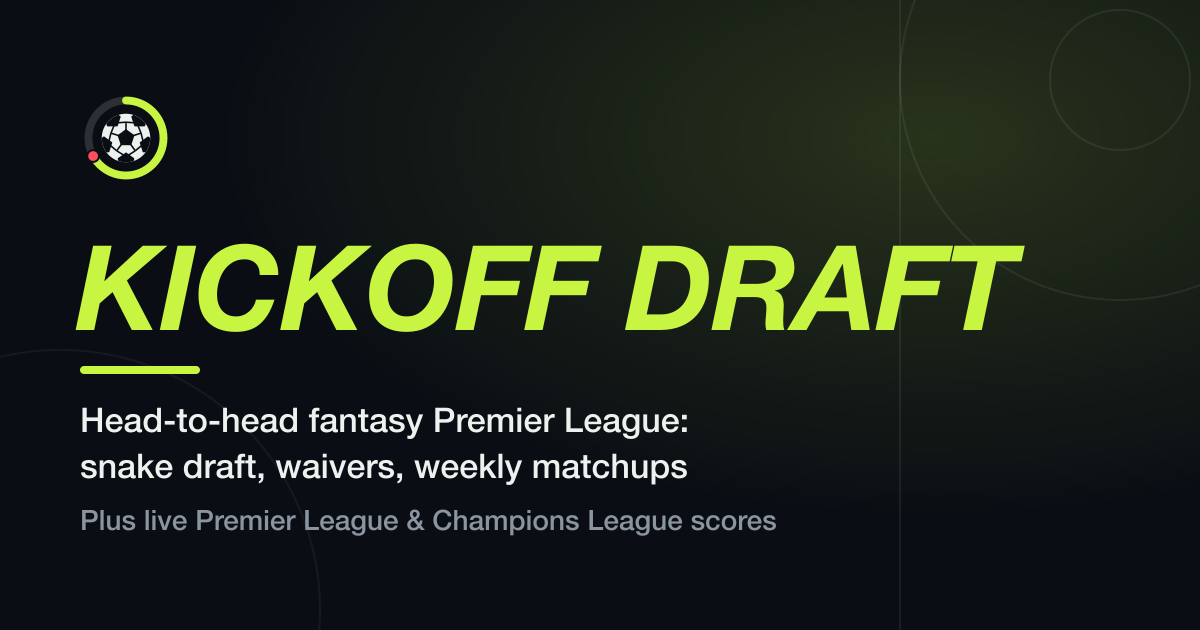 KICKOFF DRAFT
Head-to-head fantasy Premier League:
snake draft, waivers, weekly matchups
Plus live Premier League & Champions League scores